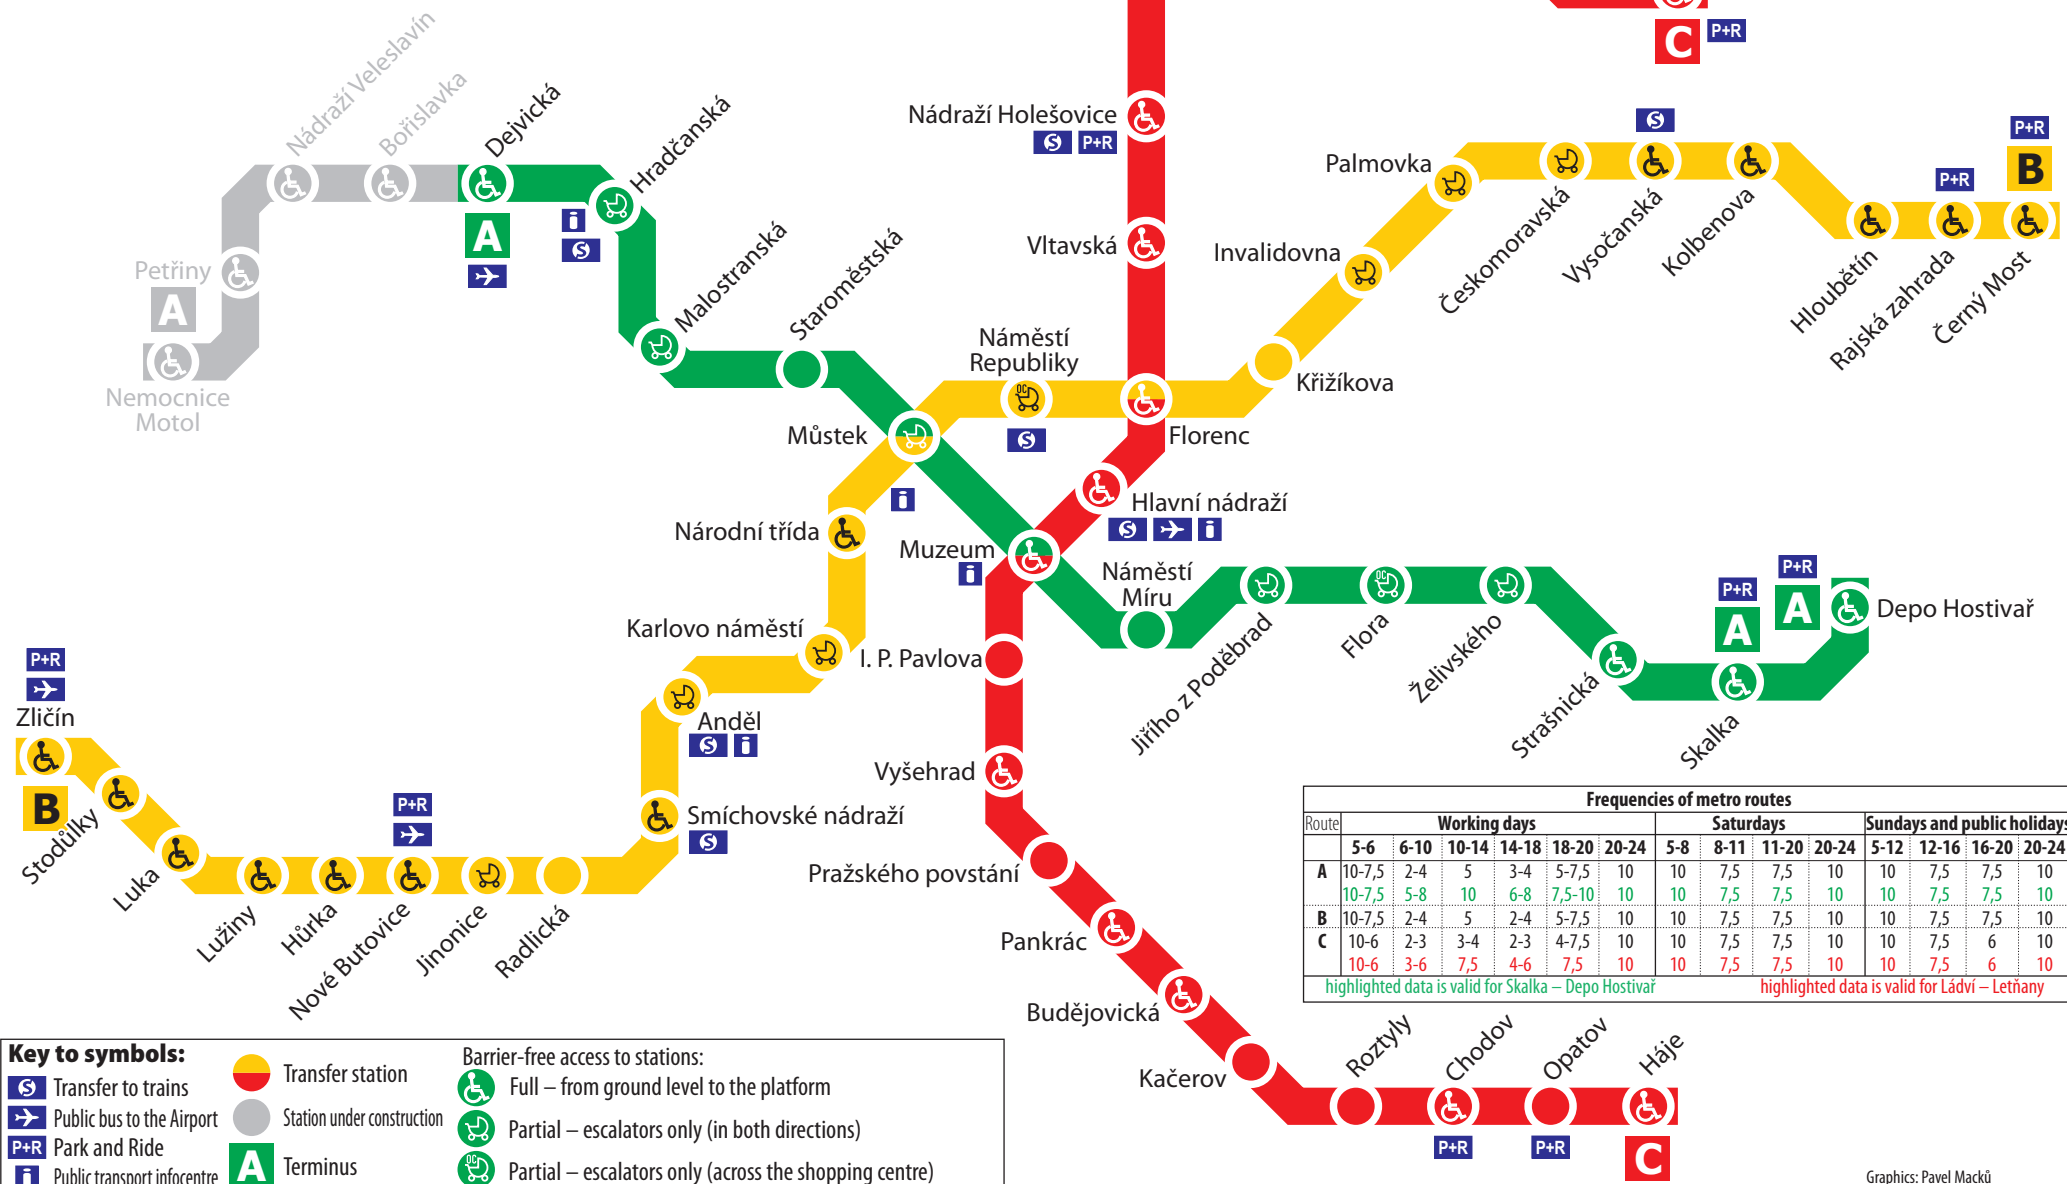 C
P+R
Nádraží Veleslavín
Bořislavka
Dejvická
A
Hradčanská
i
S
Petřiny
A
Nemocnice
Motol
Malostranská
Staroměstská
Můstek
i
Náměstí
Republiky
S
Nádraží Holešovice
S P+R
Vltavská
Florenc
Hlavní nádraží
S i
Muzeum
i
Náměstí
Míru
Palmovka
Invalidovna
Křižíkova
Českomoravská
S
Vysočanská
Kolbenova
Hloubětín
P+R
Rajská zahrada
P+R
B
Černý Most
Národní třída
Karlovo náměstí
Anděl
S i
Smíchovské nádraží
S
P+R
Zličín
B
Stodůlky
Luka
Lužiny
Hůrka
P+R
Nové Butovice
Jinonice
Radlická
I. P. Pavlova
Vyšehrad
Pražského povstání
Pankrác
Budějovická
Kačerov
Roztyly
Chodov
P+R
Opatov
P+R
Háje
C
Jiřího z Poděbrad
QC
Flora
Želivského
Strašnická
P+R
A
Skalka
P+R
A
Depo Hostivař
Frequencies of metro routes
Route Working days Saturdays Sundays and public holidays
5-6 6-10 10-14 14-18 18-20 20-24 5-8 8-11 11-20 20-24 5-12 12-16 16-20 20-24
A 10-7,5 2-4 5 3-4 5-7,5 10 10 7,5 7,5 10 10 7,5 7,5 10
10-7,5 5-8 10 6-8 7,5-10 10 10 7,5 7,5 10 10 7,5 7,5 10
B 10-7,5 2-4 5 2-4 5-7,5 10 10 7,5 7,5 10 10 7,5 7,5 10
C 10-6 2-3 3-4 2-3 4-7,5 10 10 7,5 7,5 10 10 7,5 6 10
10-6 3-6 7,5 4-6 7,5 10 10 7,5 7,5 10 10 7,5 6 10
highlighted data is valid for Skalka – Depo Hostivař highlighted data is valid for Ládví – Letňany
Key to symbols:
S Transfer to trains
Public bus to the Airport
P+R Park and Ride
i Public transport infocentre
Transfer station
Station under construction
A Terminus
Barrier-free access to stations:
Full – from ground level to the platform
Partial – escalators only (in both directions)
Partial – escalators only (across the shopping centre)
Graphics: Pavel Macků